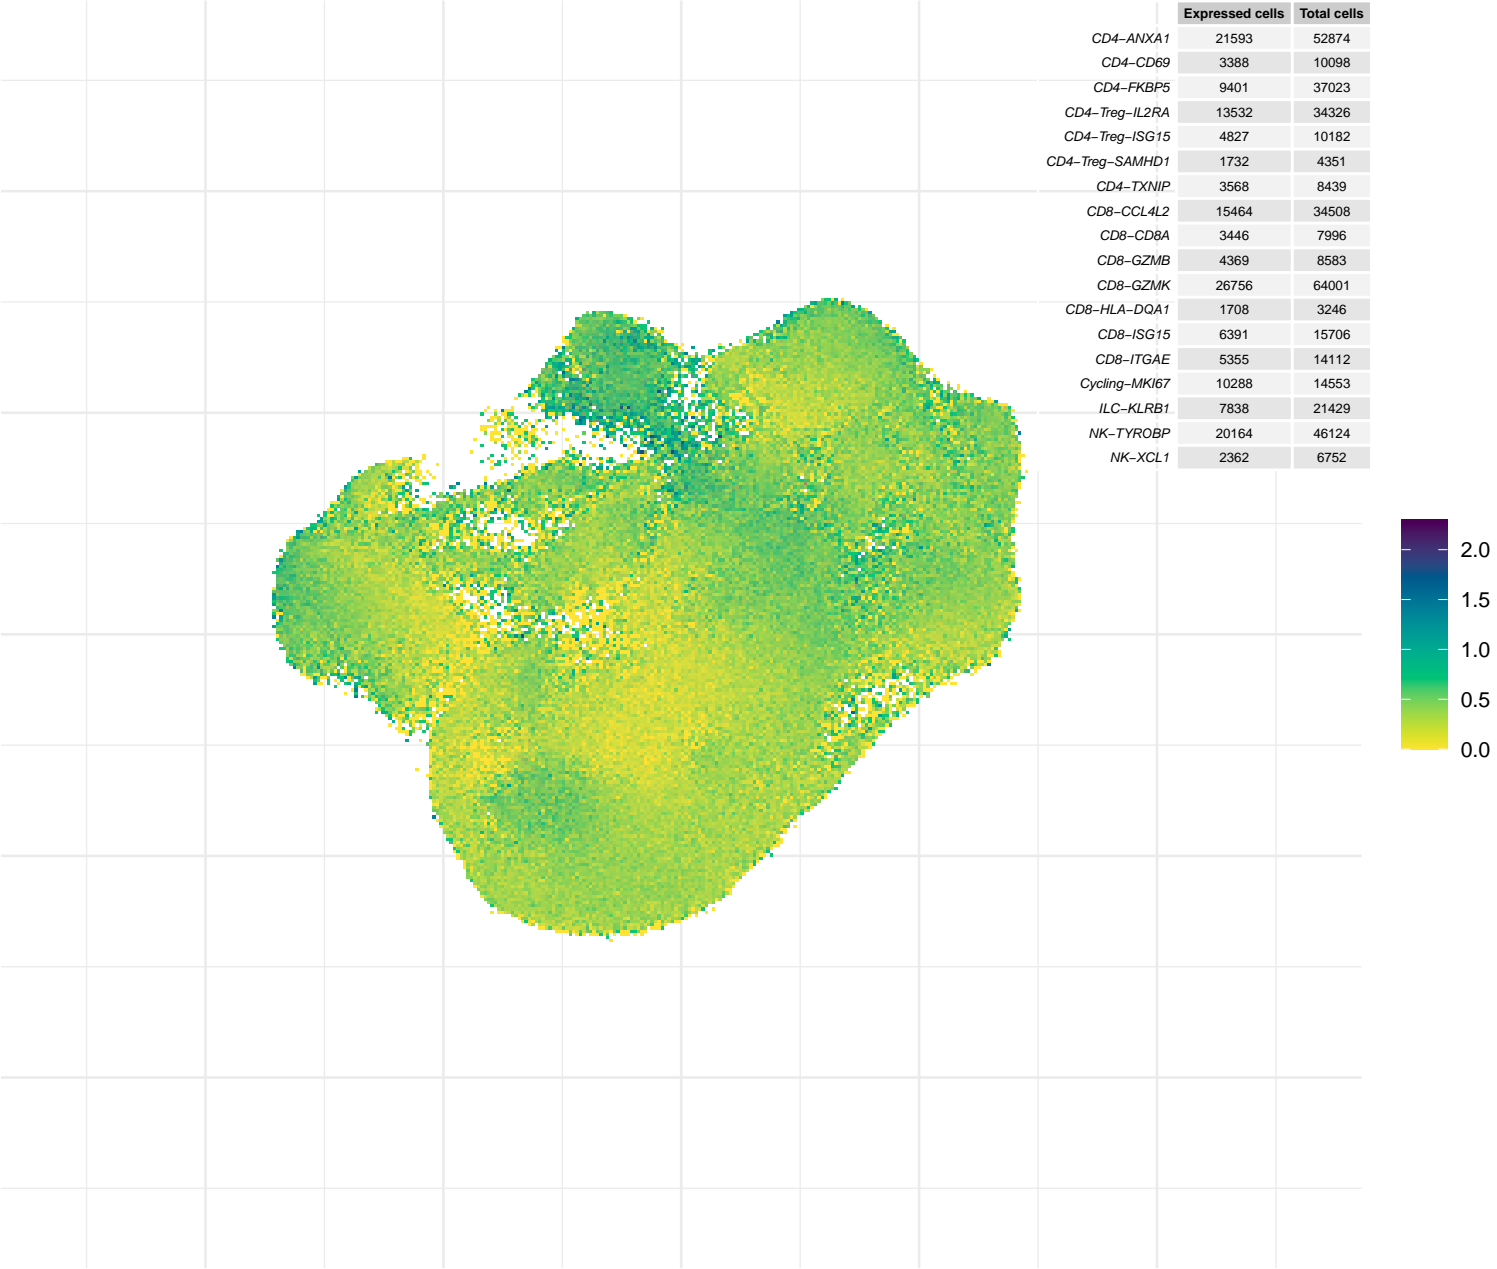 Expressed cells Total cells
CD4−ANXA1 21593 52874
CD4−CD69 3388 10098
CD4−FKBP5 9401 37023
CD4−Treg−IL2RA 13532 34326
CD4−Treg−ISG15 4827 10182
CD4−Treg−SAMHD1 1732 4351
CD4−TXNIP 3568 8439
CD8−CCL4L2 15464 34508
CD8−CD8A 3446 7996
CD8−GZMB 4369 8583
CD8−GZMK 26756 64001
CD8−HLA−DQA1 1708 3246
CD8−ISG15 6391 15706
CD8−ITGAE 5355 14112
Cycling−MKI67 10288 14553
ILC−KLRB1 7838 21429
NK−TYROBP 20164 46124
NK−XCL1 2362 6752
2.0
1.5
1.0
0.5
0.0